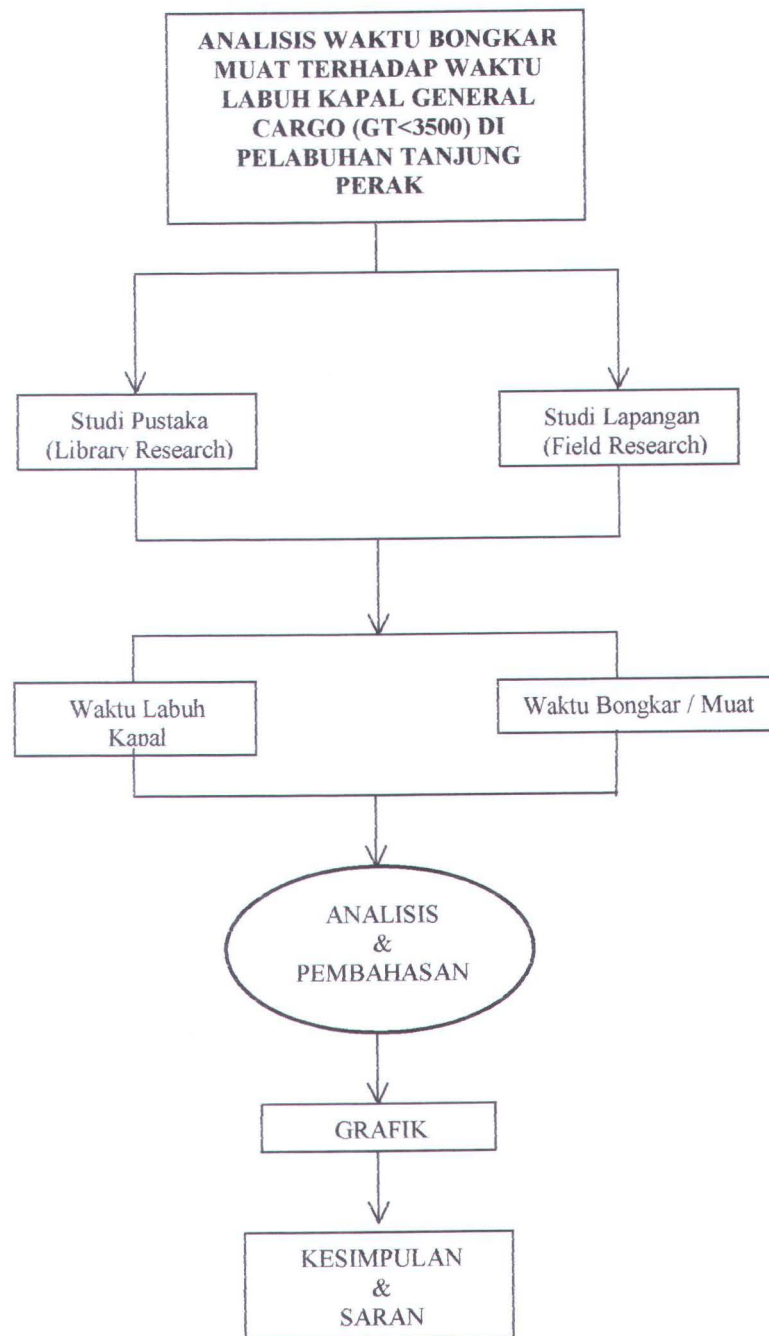 ANALISIS WAKTU BONGKAR
MUAT TERHADAP WAKTU
LABUH KAPAL GENERAL
CARGO (GT<3500) DI
PELABUHAN TANJUNG
PERAK
Studi Pustaka
(Library Research)
Studi Lapangan
(Field Research)
Waktu Labuh
Kapal
Waktu Bongkar / Muat
ANALISIS
&
PEMBAHASAN
GRAFIK
KESIMPULAN
&
SARAN